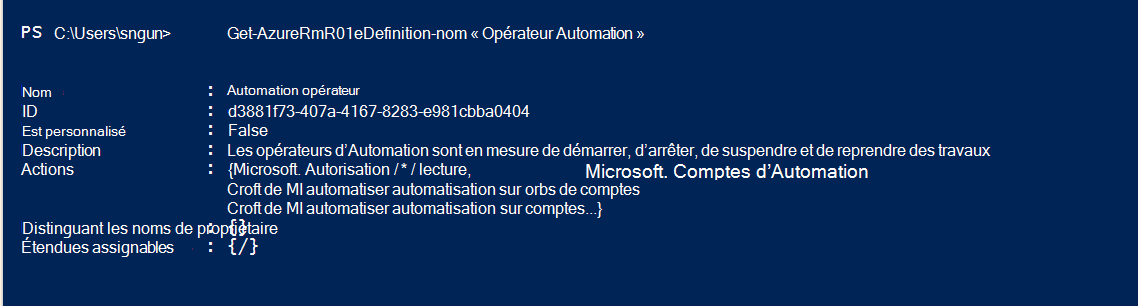 PS C:\Users\sngun> Get-AzureRmR01eDefinition-nom « Opérateur Automation »
Nom : Automation opérateur
ID : d3881f73-407a-4167-8283-e981cbba0404
Est personnalisé : False
Description : Les opérateurs d’Automation sont en mesure de démarrer, d’arrêter, de suspendre et de reprendre des travaux
Actions : {Microsoft. Autorisation / * / lecture, Microsoft. Comptes d’Automation
Croft de MI automatiser automatisation sur orbs de comptes
Croft de MI automatiser automatisation sur comptes...}
Distinguant les noms de propriétaire : {}
Étendues assignables : {/}